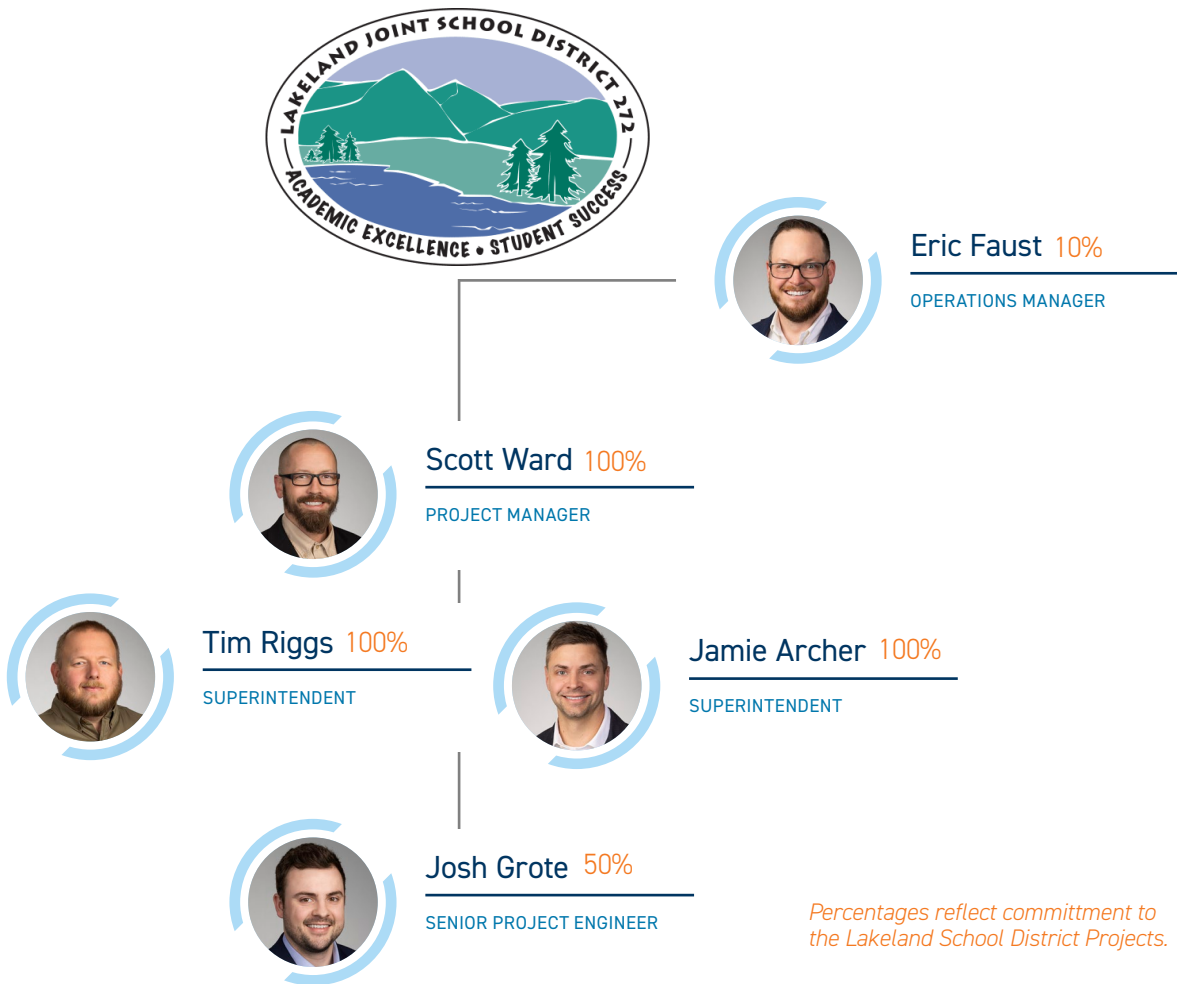 LAKELAND JOINT SCHOOL DISTRICT 272
ACADEMIC EXCELLENCE • STUDENT SUCCESS
Eric Faust 10%
OPERATIONS MANAGER
Scott Ward 100%
PROJECT MANAGER
Tim Riggs 100%
SUPERINTENDENT
Jamie Archer 100%
SUPERINTENDENT
Josh Grote 50%
SENIOR PROJECT ENGINEER
Percentages reflect committment to
the Lakeland School District Projects.